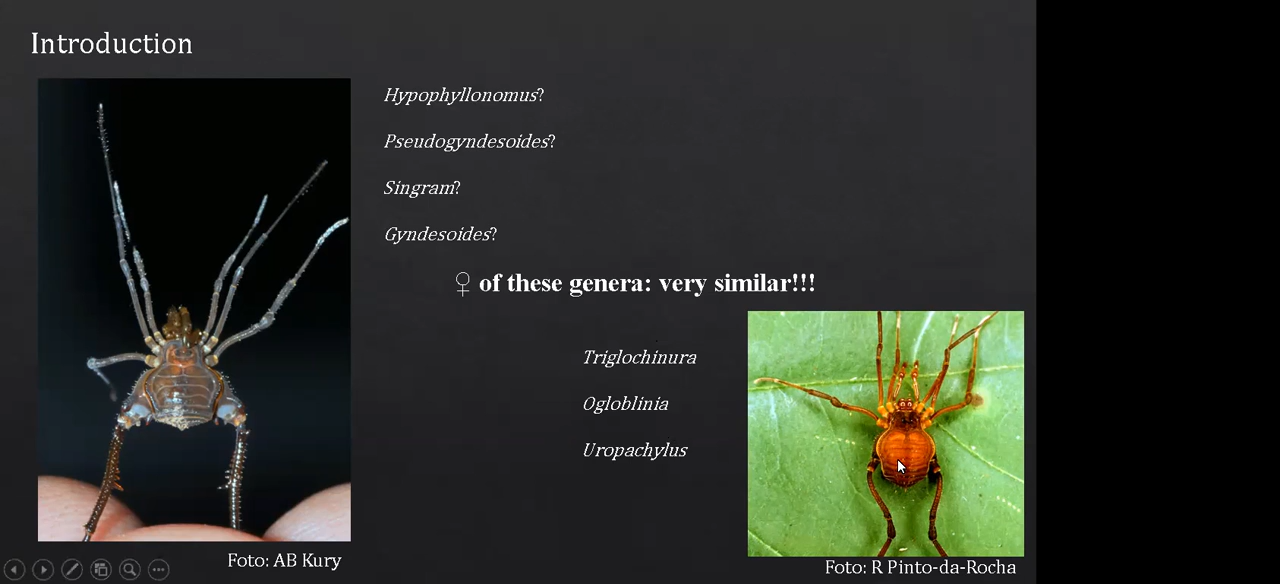 Introduction
Hypophyllonomus?
Pseudogyndesoides?
Singram?
Gyndesoides?
♀ of these genera: very similar!!!
Triglochinura
Ogloblinia
Uropachylus
Foto: AB Kury
Foto: R Pinto-da-Rocha